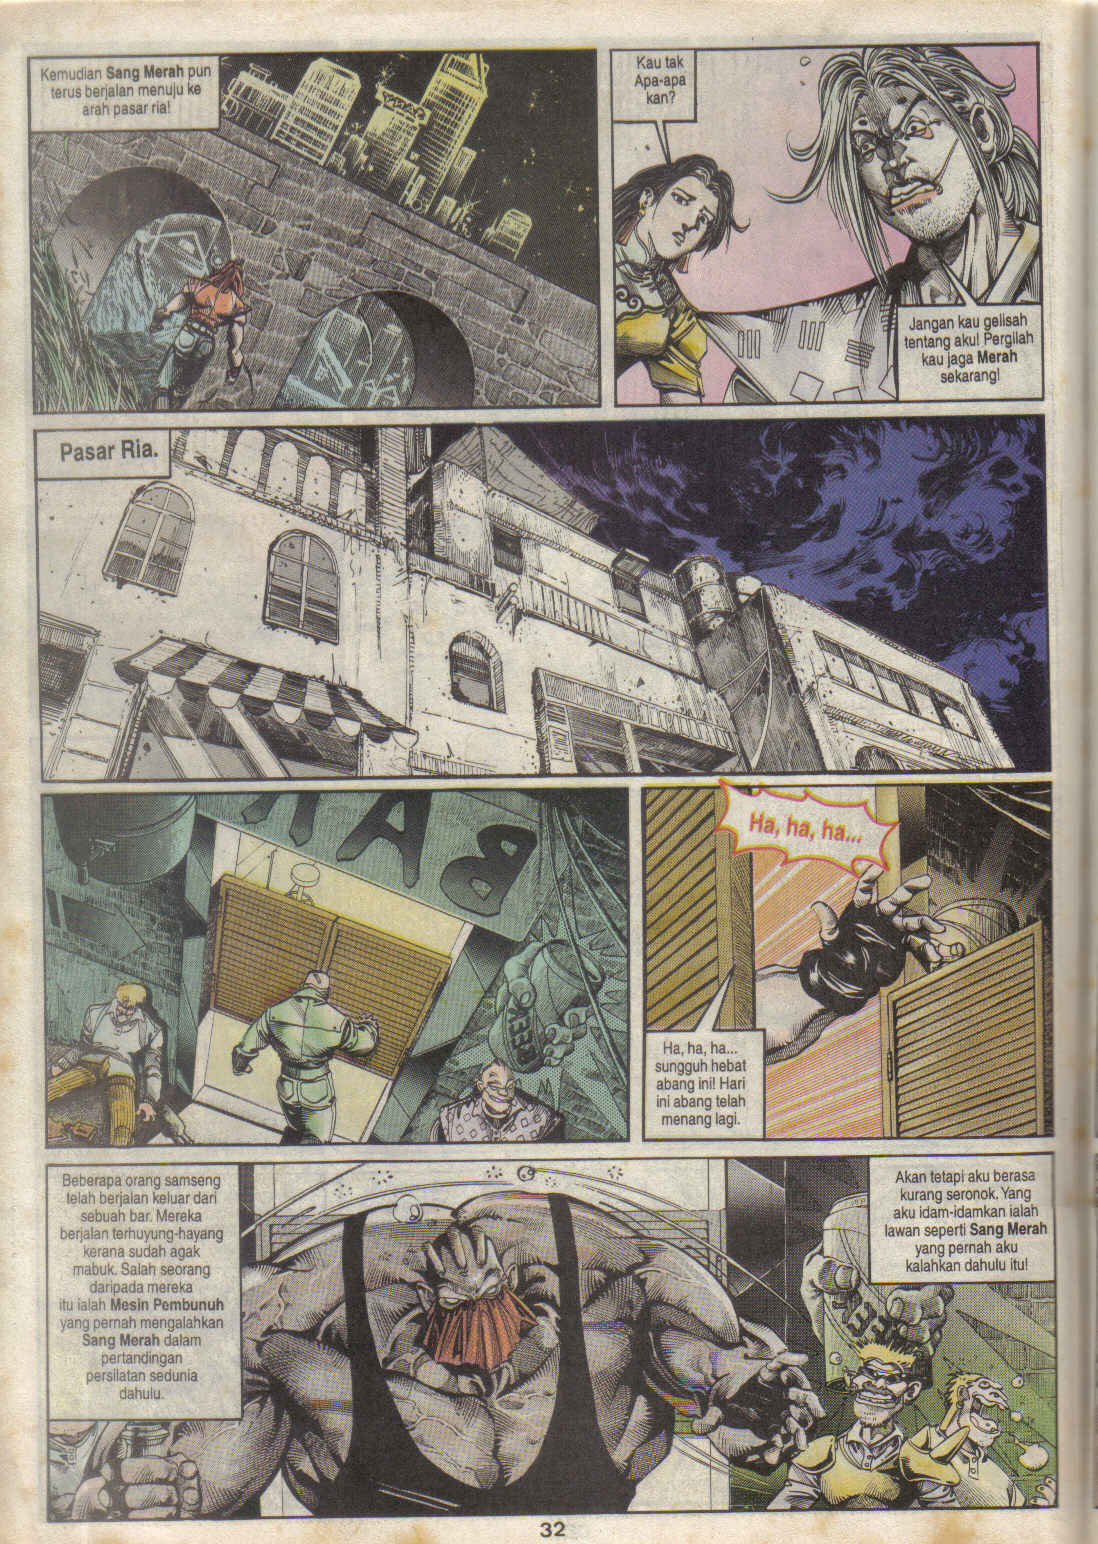 Kemudian Sang Merah pun
terus berjalan menuju ke
arah pasar ria!
Kau tak
Apa-apa
kan?
Jangan kau gelisah
tentang aku! Pergilah
kau jaga Merah
sekarang!
Pasar Ria.
BAR
BEER
Ha, ha, ha...
Ha, ha, ha...
sungguh hebat
abang ini! Hari
ini abang telah
menang lagi.
Beberapa orang samseng
telah berjalan keluar dari
sebuah bar. Mereka
berjalan terhuyung-hayang
kerana sudah agak
mabuk. Salah seorang
daripada mereka
itu ialah Mesin Pembunuh
yang pernah mengalahkan
Sang Merah dalam
pertandingan
persilatan sedunia
dahulu.
Akan tetapi aku berasa
kurang seronok. Yang
aku idam-idamkan ialah
lawan seperti Sang Merah
yang pernah aku
kalahkan dahulu itu!
32